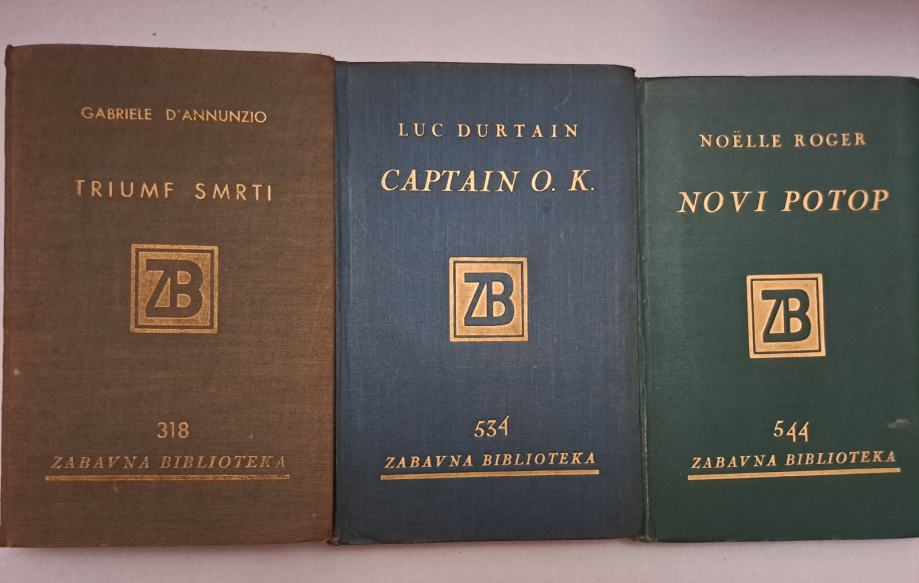 GABRIELE D'ANNUNZIO
TRIUMF SMRTI
ZB
318
ZABAVNA BIBLIOTEKA
LUC DURTAIN
CAPTAIN O. K.
ZB
534
ZABAVNA BIBLIOTEKA
NOËLLE ROGER
NOVI POTOP
ZB
544
ZABAVNA BIBLIOTEKA